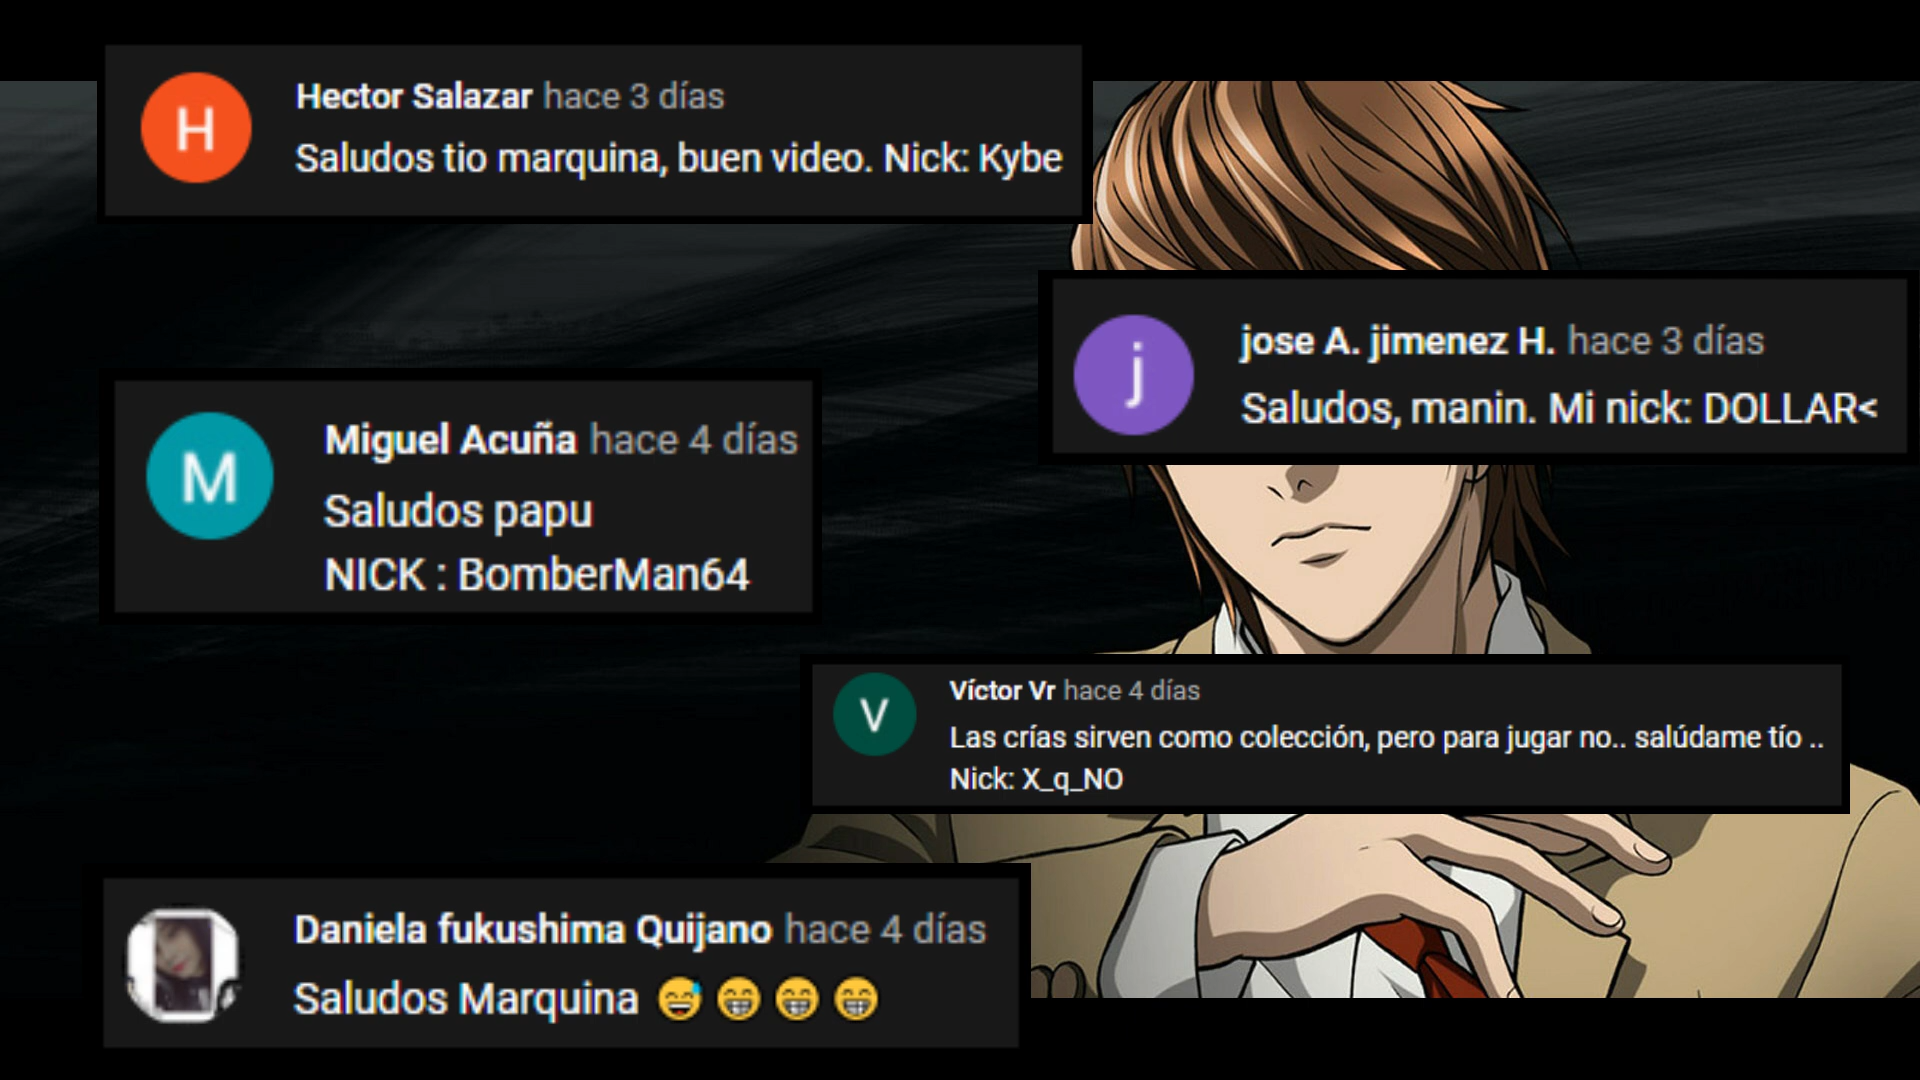 H
Hector Salazar hace 3 días
Saludos tio marquina, buen video. Nick: Kybe
j
jose A. jimenez H. hace 3 días
Saludos, manin. Mi nick: DOLLAR<
M
Miguel Acuña hace 4 días
Saludos papu
NICK : BomberMan64
V
Víctor Vr hace 4 días
Las crías sirven como colección, pero para jugar no.. salúdame tío ..
Nick: X_q_NO
Daniela fukushima Quijano hace 4 días
Saludos Marquina 😅 😁 😁 😁